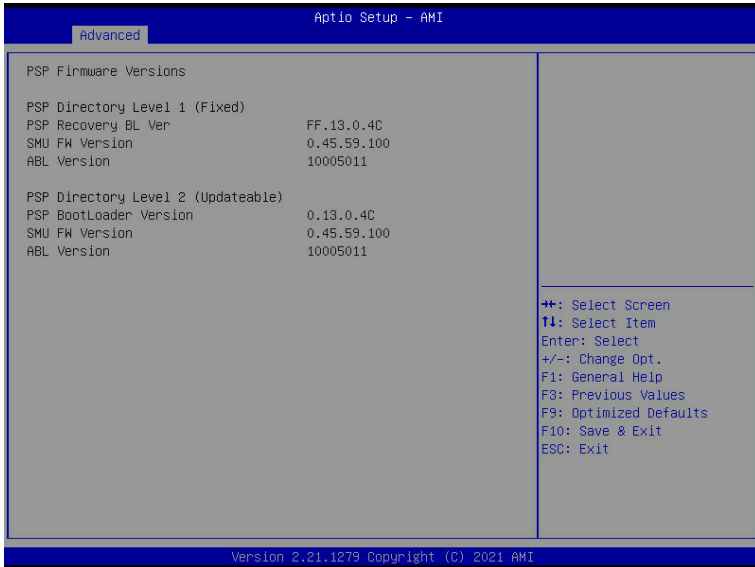 Aptio Setup – AMI
Advanced
PSP Firmware Versions
PSP Directory Level 1 (Fixed)
PSP Recovery BL Ver FF.13.0.4C
SMU FW Version 0.45.59.100
ABL Version 10005011
PSP Directory Level 2 (Updateable)
PSP BootLoader Version 0.13.0.4C
SMU FW Version 0.45.59.100
ABL Version 10005011
→←: Select Screen
↑↓: Select Item
Enter: Select
+/-: Change Opt.
F1: General Help
F3: Previous Values
F9: Optimized Defaults
F10: Save & Exit
ESC: Exit
Version 2.21.1279 Copyright (C) 2021 AMI